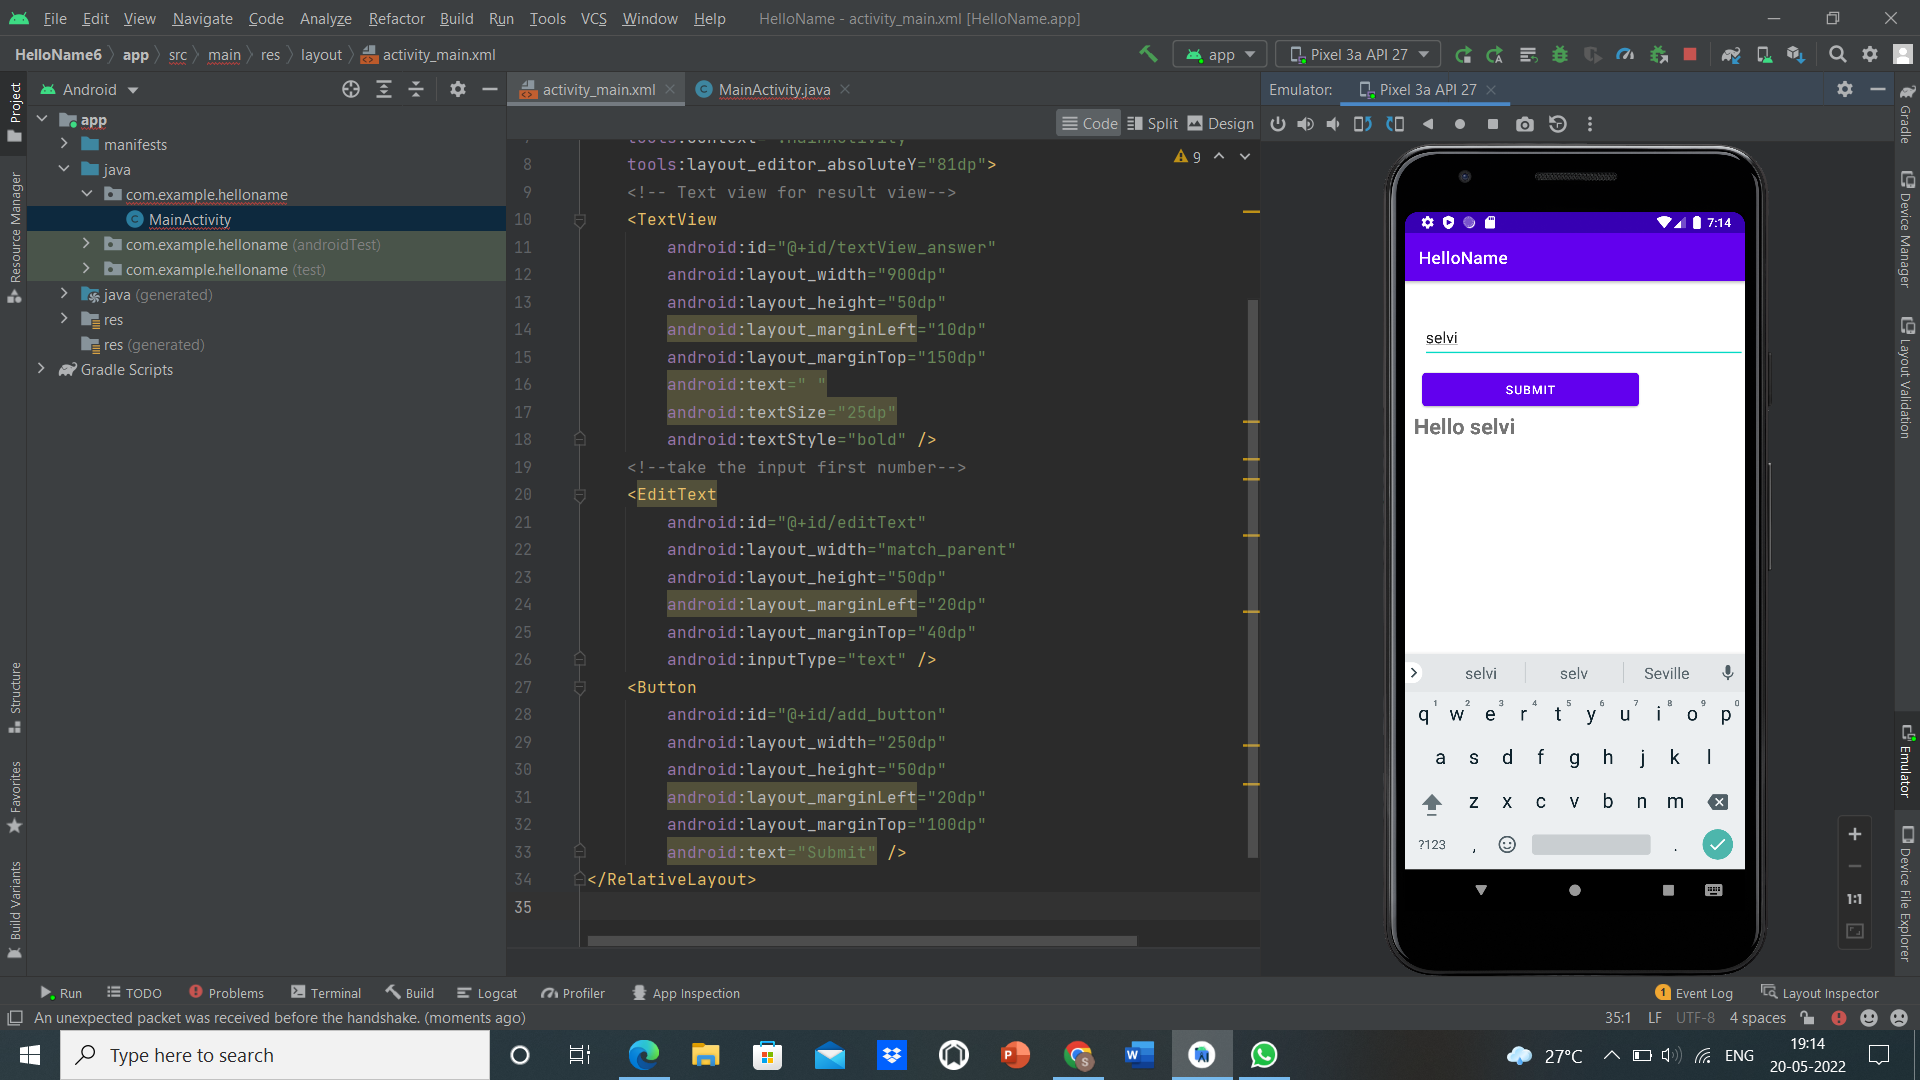 File Edit View Navigate Code Analyze Refactor Build Run Tools VCS Window Help HelloName - activity_main.xml [HelloName.app]
HelloName6 app src main res layout activity_main.xml app Pixel 3a API 27
Project
Android
activity_main.xml MainActivity.java
Emulator: Pixel 3a API 27
Code Split Design
app
manifests
java
com.example.helloname
MainActivity
com.example.helloname (androidTest)
com.example.helloname (test)
java (generated)
res
res (generated)
Gradle Scripts
Resource Manager
Structure
Favorites
Build Variants
9
8 tools:layout_editor_absoluteY="81dp">
9 <!-- Text view for result view-->
10 <TextView
11 android:id="@+id/textView_answer"
12 android:layout_width="900dp"
13 android:layout_height="50dp"
14 android:layout_marginLeft="10dp"
15 android:layout_marginTop="150dp"
16 android:text=" "
17 android:textSize="25dp"
18 android:textStyle="bold" />
19 <!--take the input first number-->
20 <EditText
21 android:id="@+id/editText"
22 android:layout_width="match_parent"
23 android:layout_height="50dp"
24 android:layout_marginLeft="20dp"
25 android:layout_marginTop="40dp"
26 android:inputType="text" />
27 <Button
28 android:id="@+id/add_button"
29 android:layout_width="250dp"
30 android:layout_height="50dp"
31 android:layout_marginLeft="20dp"
32 android:layout_marginTop="100dp"
33 android:text="Submit" />
34 </RelativeLayout>
35
7:14
HelloName
selvi
SUBMIT
Hello selvi
selvi selv Seville
q1 w2 e3 r4 t5 y6 u7 i8 o9 p0
a s d f g h j k l
z x c v b n m
?123 , .
1:1
Gradle
Device Manager
Layout Validation
Emulator
Device File Explorer
Run TODO Problems Terminal Build Logcat Profiler App Inspection 1 Event Log Layout Inspector
An unexpected packet was received before the handshake. (moments ago) 35:1 LF UTF-8 4 spaces
Type here to search
27°C ENG
19:14
20-05-2022